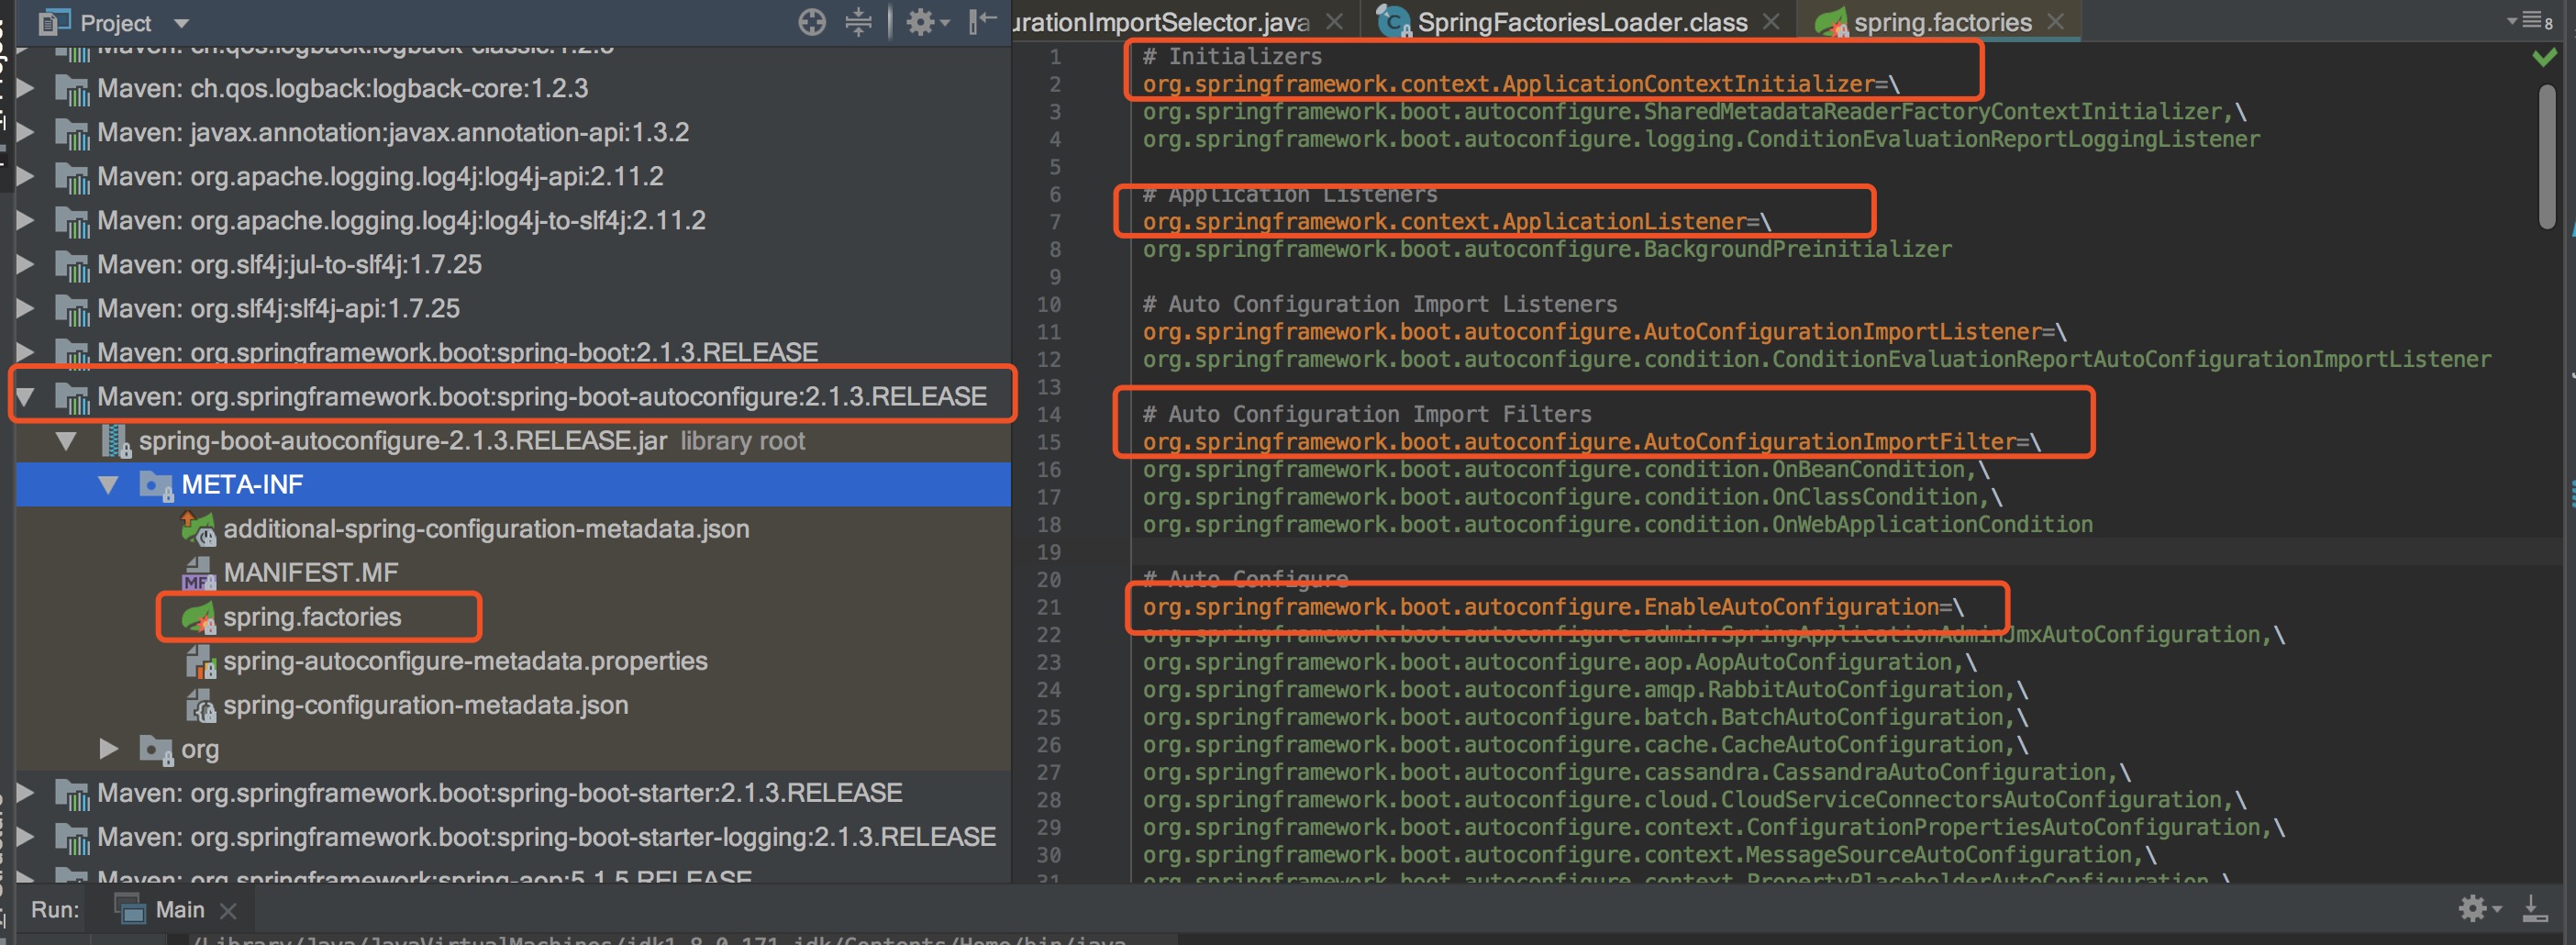 Project
Maven: ch.qos.logback:logback-classic:1.2.3
Maven: ch.qos.logback:logback-core:1.2.3
Maven: javax.annotation:javax.annotation-api:1.3.2
Maven: org.apache.logging.log4j:log4j-api:2.11.2
Maven: org.apache.logging.log4j:log4j-to-slf4j:2.11.2
Maven: org.slf4j:jul-to-slf4j:1.7.25
Maven: org.slf4j:slf4j-api:1.7.25
Maven: org.springframework.boot:spring-boot:2.1.3.RELEASE
Maven: org.springframework.boot:spring-boot-autoconfigure:2.1.3.RELEASE
spring-boot-autoconfigure-2.1.3.RELEASE.jar library root
META-INF
additional-spring-configuration-metadata.json
MANIFEST.MF
spring.factories
spring-autoconfigure-metadata.properties
spring-configuration-metadata.json
org
Maven: org.springframework.boot:spring-boot-starter:2.1.3.RELEASE
Maven: org.springframework.boot:spring-boot-starter-logging:2.1.3.RELEASE
Maven: org.springframework:spring-aop:5.1.5.RELEASE
urationImportSelector.java SpringFactoriesLoader.class spring.factories 8
1 # Initializers
2 org.springframework.context.ApplicationContextInitializer=\
3 org.springframework.boot.autoconfigure.SharedMetadataReaderFactoryContextInitializer,\
4 org.springframework.boot.autoconfigure.logging.ConditionEvaluationReportLoggingListener
5
6 # Application Listeners
7 org.springframework.context.ApplicationListener=\
8 org.springframework.boot.autoconfigure.BackgroundPreinitializer
9
10 # Auto Configuration Import Listeners
11 org.springframework.boot.autoconfigure.AutoConfigurationImportListener=\
12 org.springframework.boot.autoconfigure.condition.ConditionEvaluationReportAutoConfigurationImportListener
13
14 # Auto Configuration Import Filters
15 org.springframework.boot.autoconfigure.AutoConfigurationImportFilter=\
16 org.springframework.boot.autoconfigure.condition.OnBeanCondition,\
17 org.springframework.boot.autoconfigure.condition.OnClassCondition,\
18 org.springframework.boot.autoconfigure.condition.OnWebApplicationCondition
19
20 # Auto Configure
21 org.springframework.boot.autoconfigure.EnableAutoConfiguration=\
22 org.springframework.boot.autoconfigure.admin.SpringApplicationAdminJmxAutoConfiguration,\
23 org.springframework.boot.autoconfigure.aop.AopAutoConfiguration,\
24 org.springframework.boot.autoconfigure.amqp.RabbitAutoConfiguration,\
25 org.springframework.boot.autoconfigure.batch.BatchAutoConfiguration,\
26 org.springframework.boot.autoconfigure.cache.CacheAutoConfiguration,\
27 org.springframework.boot.autoconfigure.cassandra.CassandraAutoConfiguration,\
28 org.springframework.boot.autoconfigure.cloud.CloudServiceConnectorsAutoConfiguration,\
29 org.springframework.boot.autoconfigure.context.ConfigurationPropertiesAutoConfiguration,\
30 org.springframework.boot.autoconfigure.context.MessageSourceAutoConfiguration,\
31 org.springframework.boot.autoconfigure.context.PropertyPlaceholderAutoConfiguration,\
Run: Main
/Library/Java/JavaVirtualMachines/jdk1.8.0_171.jdk/Contents/Home/bin/java